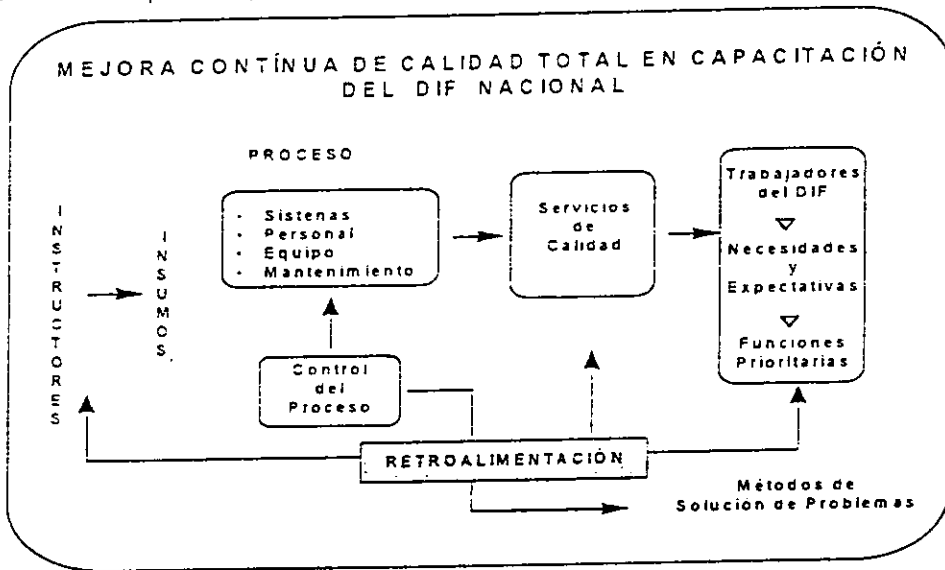 MEJORA CONTÍNUA DE CALIDAD TOTAL EN CAPACITACIÓN
DEL DIF NACIONAL
PROCESO
INSTRUCTORES
INSUMOS
• Sistenas
• Personal
• Equipo
• Mantenimiento
Control
del
Proceso
Servicios
de
Calidad
Trabajadores
del DIF
Necesidades
y
Expectativas
Funciones
Prioritarias
RETROALIMENTACIÓN
Métodos de
Solución de Problemas